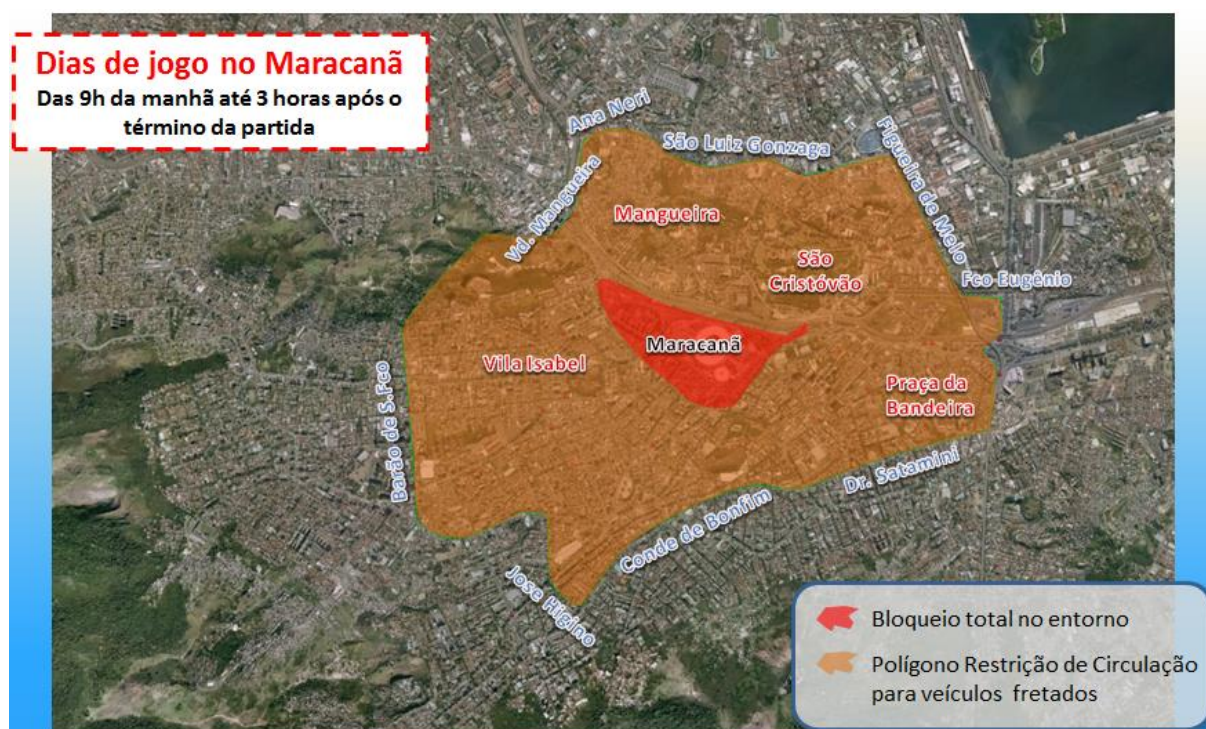 Dias de jogo no Maracanã
Das 9h da manhã até 3 horas após o
término da partida
Ana Neri
São Luiz Gonzaga
Figueira de Melo
Vd. Mangueira
Mangueira
São
Cristóvão
Fco Eugênio
Maracanã
Vila Isabel
Praça da
Bandeira
Barão de S.Fco
Dr. Satamini
Conde de Bonfim
Jose Higino
Bloqueio total no entorno
Polígono Restrição de Circulação
para veículos fretados